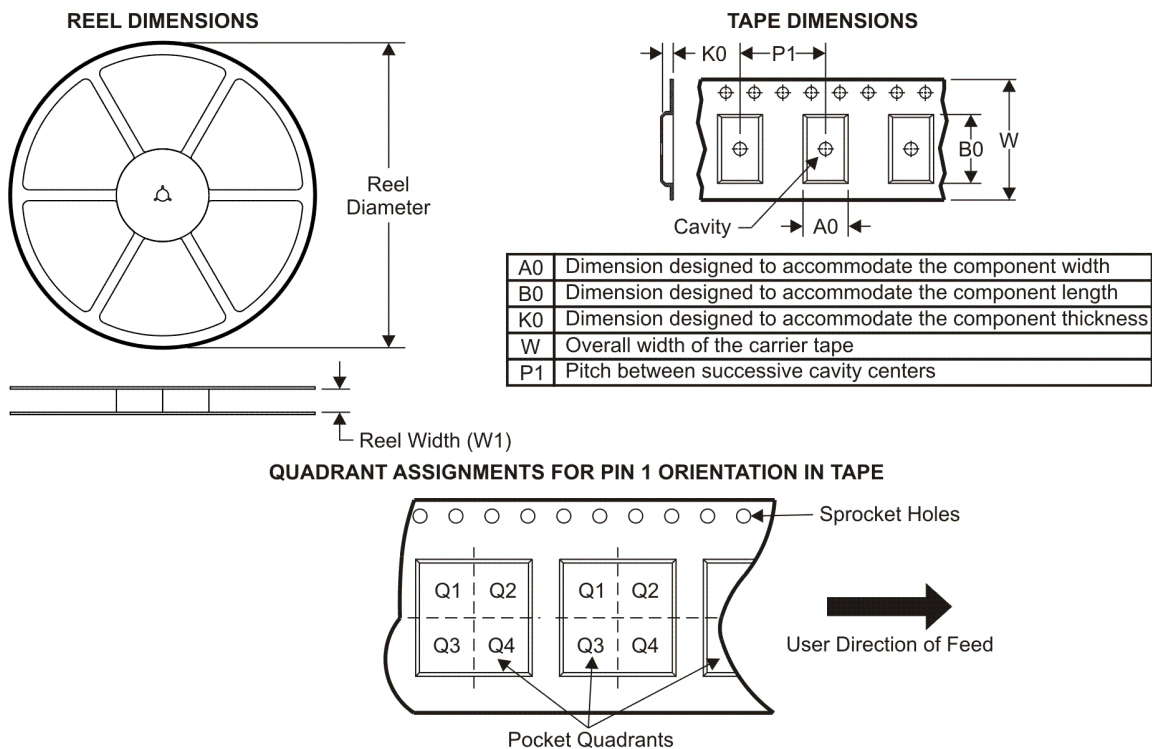 REEL DIMENSIONS
Reel
Diameter
Reel Width (W1)
TAPE DIMENSIONS
K0
P1
W
B0
Cavity
A0
A0 Dimension designed to accommodate the component width
B0 Dimension designed to accommodate the component length
K0 Dimension designed to accommodate the component thickness
W Overall width of the carrier tape
P1 Pitch between successive cavity centers
QUADRANT ASSIGNMENTS FOR PIN 1 ORIENTATION IN TAPE
Sprocket Holes
Q1 Q2 Q1 Q2
Q3 Q4 Q3 Q4
User Direction of Feed
Pocket Quadrants